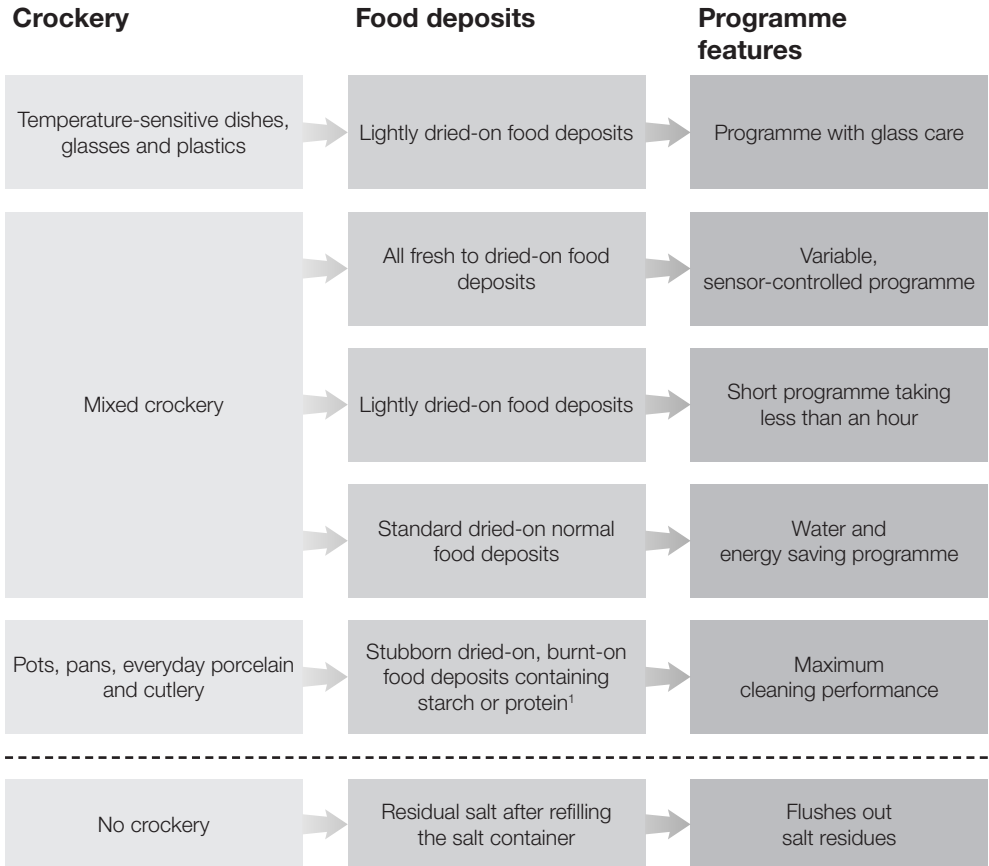 Crockery
Food deposits
Programme
features
Temperature-sensitive dishes,
glasses and plastics
Lightly dried-on food deposits
Programme with glass care
Mixed crockery
All fresh to dried-on food
deposits
Variable,
sensor-controlled programme
Lightly dried-on food deposits
Short programme taking
less than an hour
Standard dried-on normal
food deposits
Water and
energy saving programme
Pots, pans, everyday porcelain
and cutlery
Stubborn dried-on, burnt-on
food deposits containing
starch or protein¹
Maximum
cleaning performance
No crockery
Residual salt after refilling
the salt container
Flushes out
salt residues